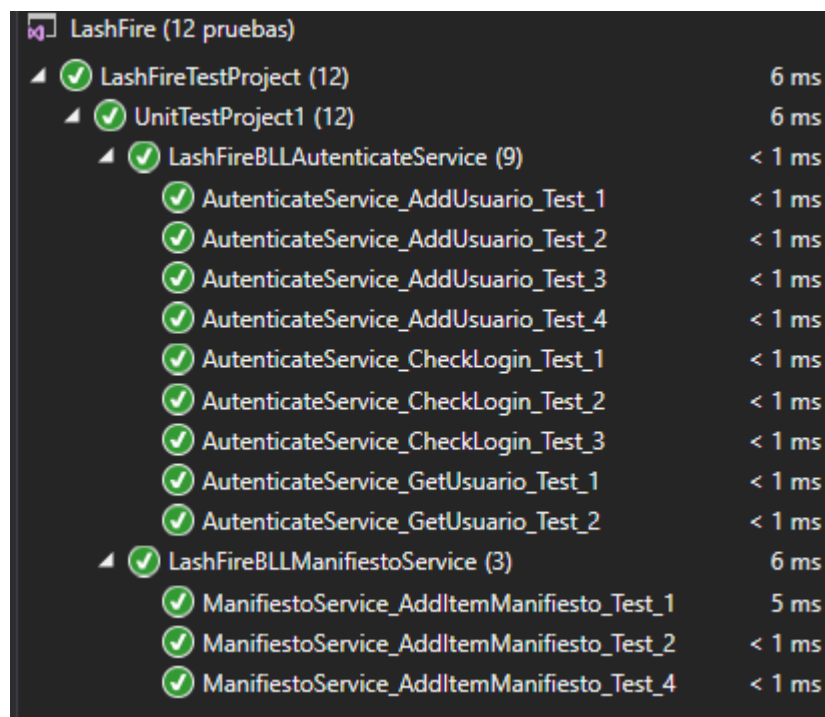 LashFire (12 pruebas)
LashFireTestProject (12) 6 ms
UnitTestProject1 (12) 6 ms
LashFireBLLAutenticateService (9) < 1 ms
AutenticateService_AddUsuario_Test_1 < 1 ms
AutenticateService_AddUsuario_Test_2 < 1 ms
AutenticateService_AddUsuario_Test_3 < 1 ms
AutenticateService_AddUsuario_Test_4 < 1 ms
AutenticateService_CheckLogin_Test_1 < 1 ms
AutenticateService_CheckLogin_Test_2 < 1 ms
AutenticateService_CheckLogin_Test_3 < 1 ms
AutenticateService_GetUsuario_Test_1 < 1 ms
AutenticateService_GetUsuario_Test_2 < 1 ms
LashFireBLLManifiestoService (3) 6 ms
ManifiestoService_AddItemManifiesto_Test_1 5 ms
ManifiestoService_AddItemManifiesto_Test_2 < 1 ms
ManifiestoService_AddItemManifiesto_Test_4 < 1 ms